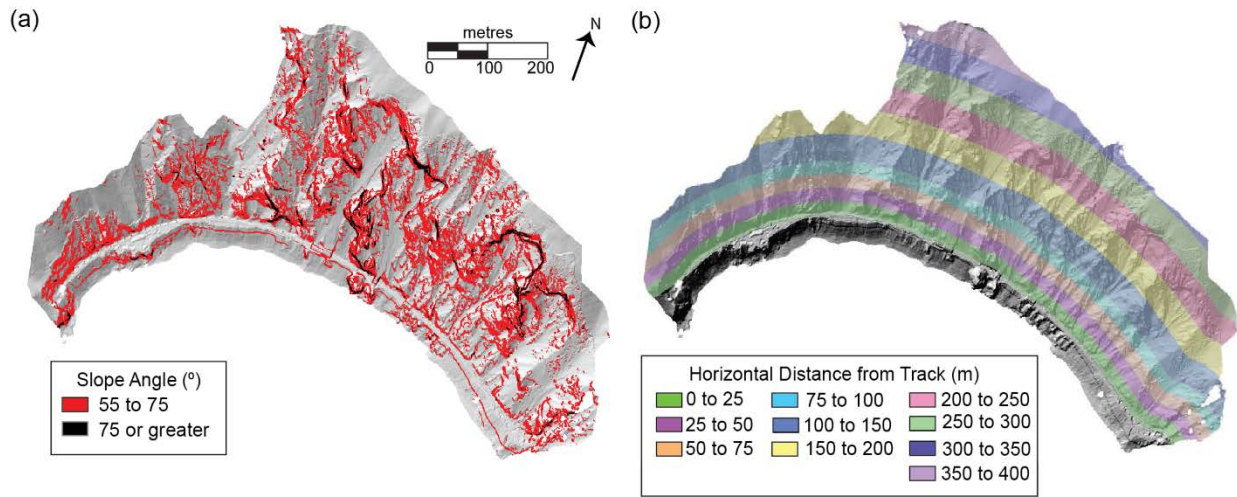 (a)
metres
0 100 200
N
Slope Angle (º)
55 to 75
75 or greater
(b)
Horizontal Distance from Track (m)
0 to 25
25 to 50
50 to 75
75 to 100
100 to 150
150 to 200
200 to 250
250 to 300
300 to 350
350 to 400